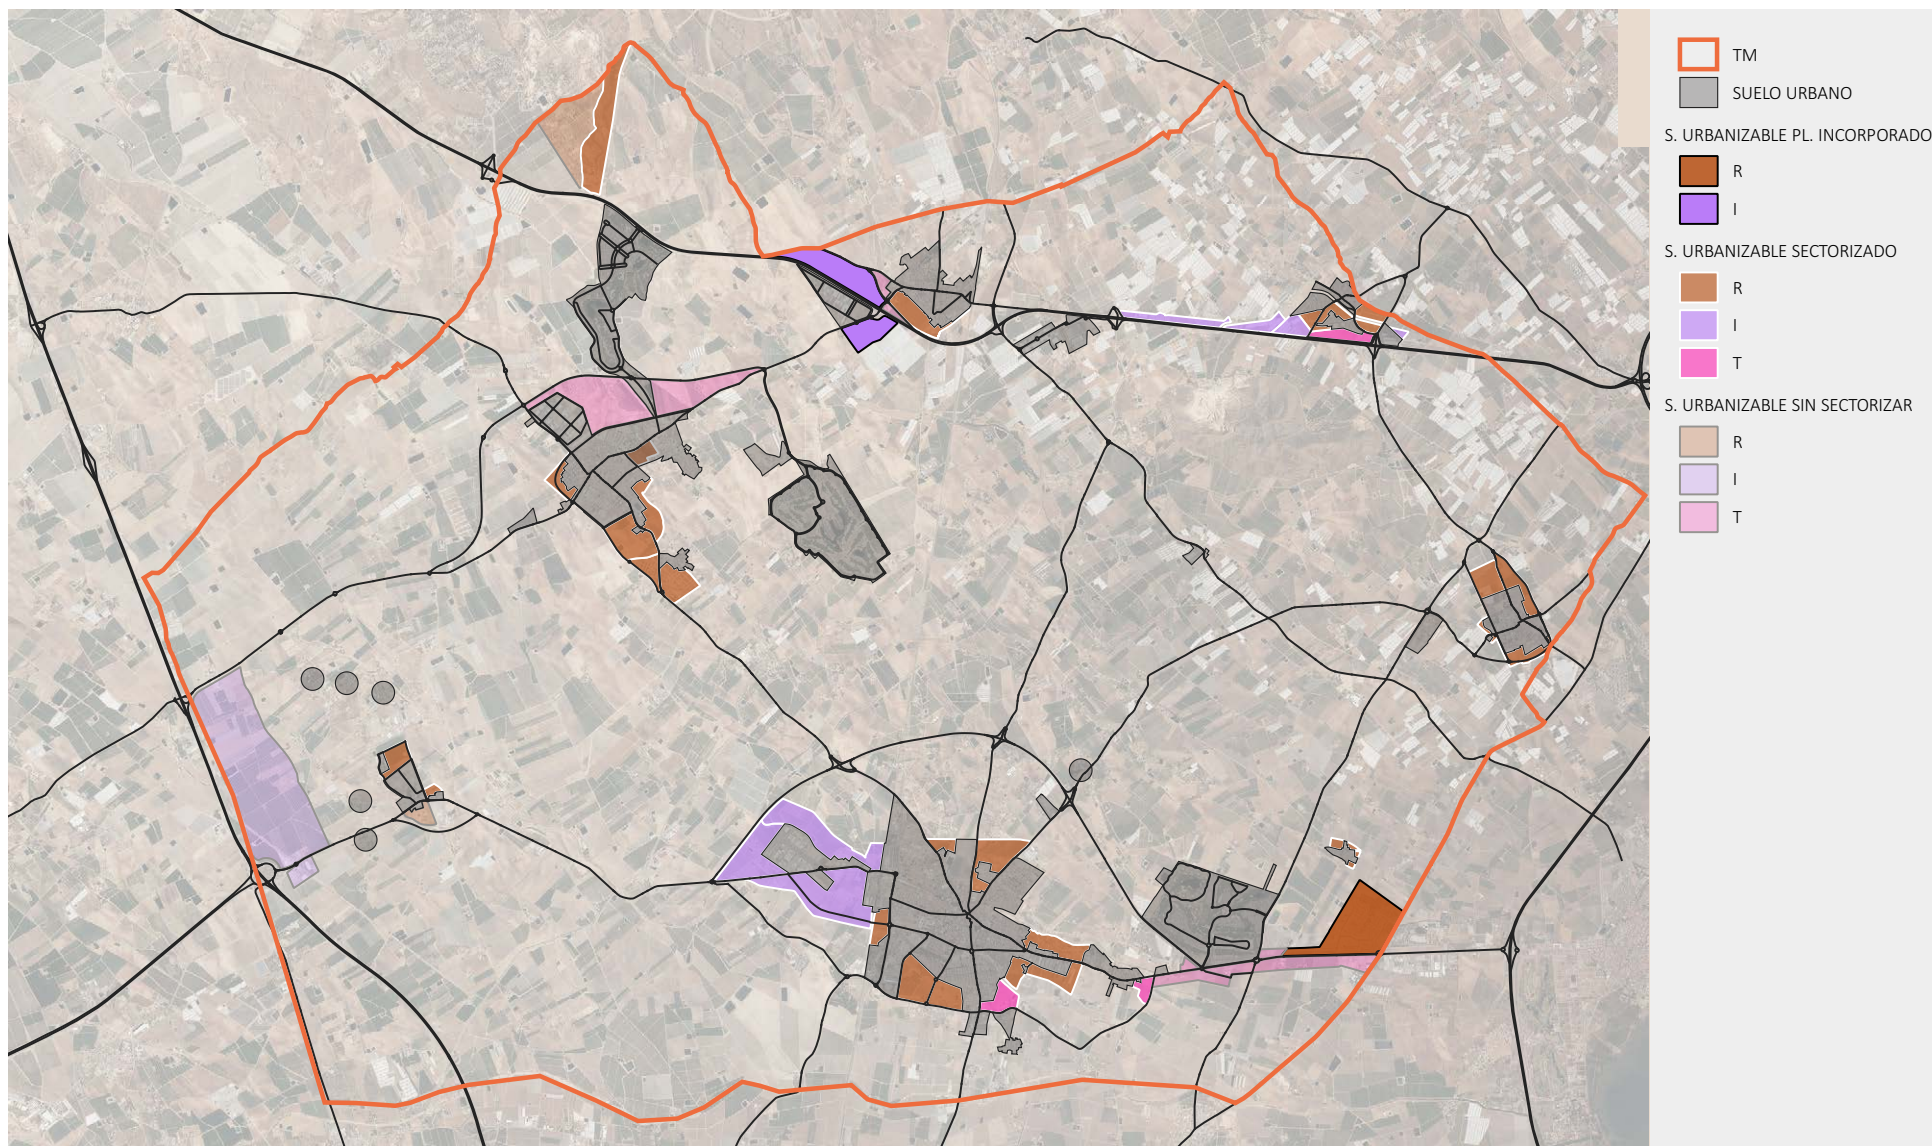 TM
SUELO URBANO
S. URBANIZABLE PL. INCORPORADO
R
I
S. URBANIZABLE SECTORIZADO
R
I
T
S. URBANIZABLE SIN SECTORIZAR
R
I
T